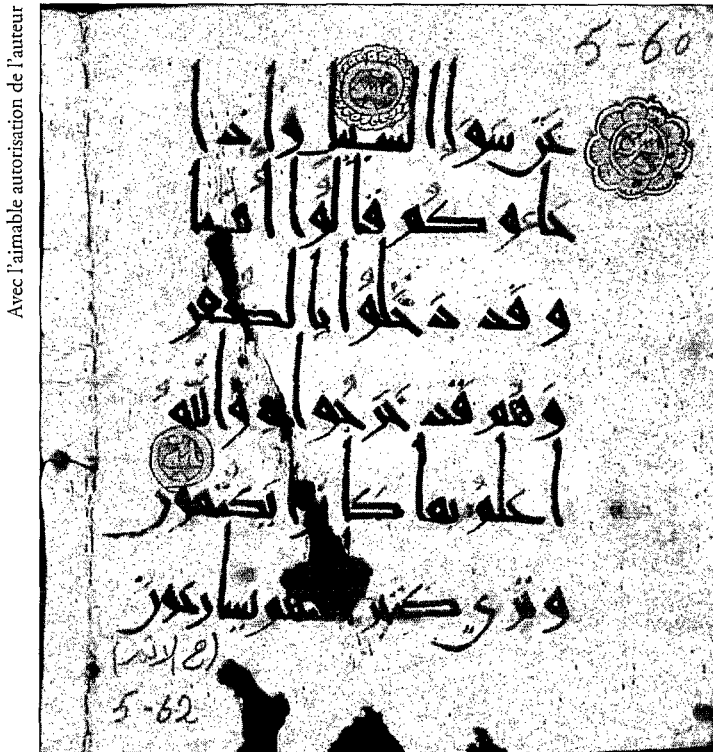 Avec l'aimable autorisation de l'auteur
5-60
عن سوا السبيل واذا
جاوكم قالوا امنا
وقد دخلوا بالكفر
وهم قد خرجوا به والله
اعلم بما كانوا يكتمون
وترى كثيرا منهم يسارعون
5-62